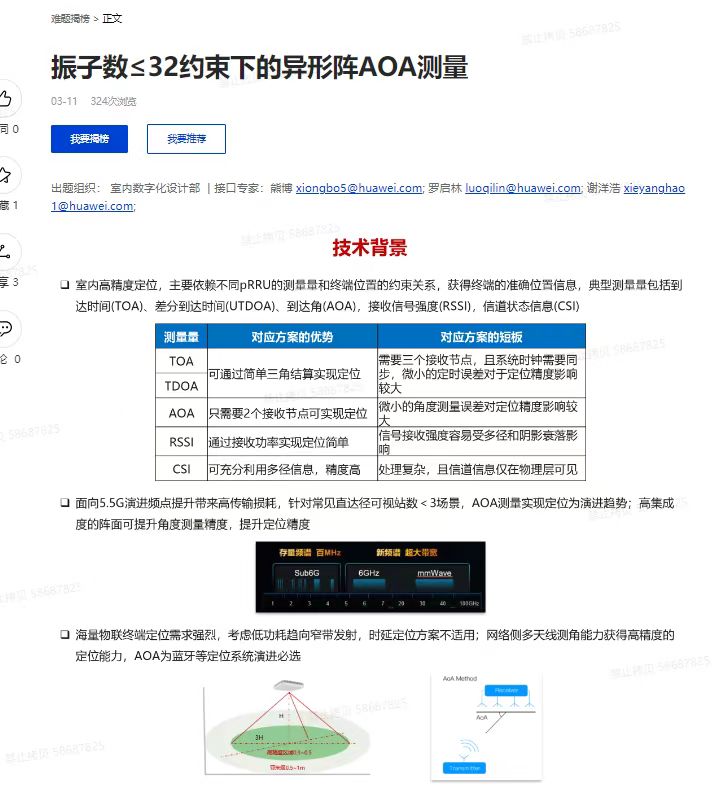 难题揭榜 > 正文
振子数≤32约束下的异形阵AOA测量
03-11 324次浏览
我要揭榜 我要推荐
同 0
藏 1
享 3
论 0
出题组织： 室内数字化设计部 | 接口专家：熊博 xiongbo5@huawei.com; 罗启林 luoqilin@huawei.com; 谢洋浩 xieyanghao
1@huawei.com;
技术背景
室内高精度定位，主要依赖不同pRRU的测量量和终端位置的约束关系，获得终端的准确位置信息，典型测量量包括到
达时间(TOA)、差分到达时间(UTDOA)、到达角(AOA)，接收信号强度(RSSI)，信道状态信息(CSI)
测量量 对应方案的优势 对应方案的短板
TOA
TDOA
可通过简单三角结算实现定位
需要三个接收节点，且系统时钟需要同
步，微小的定时误差对于定位精度影响
较大
AOA 只需要2个接收节点可实现定位
微小的角度测量误差对定位精度影响较
大
RSSI 通过接收功率实现定位简单
信号接收强度容易受多径和阴影衰落影
响
CSI 可充分利用多径信息，精度高 处理复杂，且信道信息仅在物理层可见
面向5.5G演进频点提升带来高传输损耗，针对常见直达径可视站数＜3场景，AOA测量实现定位为演进趋势；高集成
度的阵面可提升角度测量精度，提升定位精度
存量频谱 百MHz 新频谱 超大带宽
Sub6G 6GHz mmWave
1 2 3 4 5 6 7 ... 20 30 40 ... 100GHz
海量物联终端定位需求强烈，考虑低功耗趋向窄带发射，时延定位方案不适用；网络侧多天线测角能力获得高精度的
定位能力，AOA为蓝牙等定位系统演进必选
H
3H
AoA Method
Receiver
AoA
Transmitter
禁止拷贝 58687825